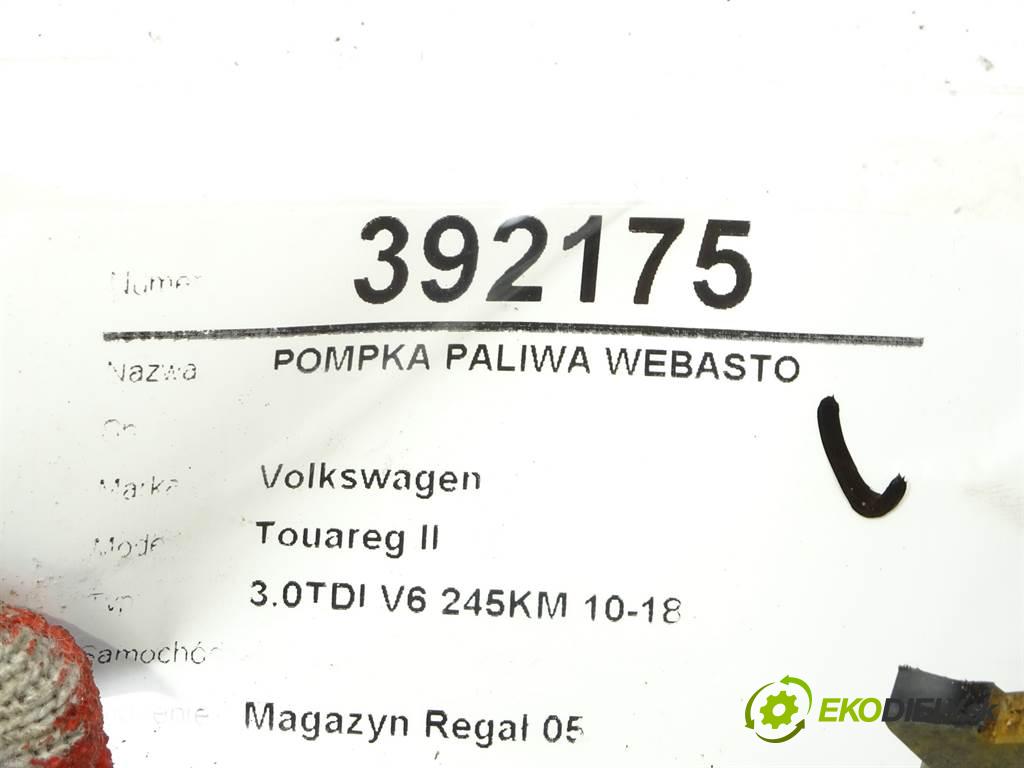 Numer 392175
Nazwa POMPKA PALIWA WEBASTO
Marka Volkswagen
Model Touareg II
Typ 3.0TDI V6 245KM 10-18
Samochód
Magazyn Regał 05